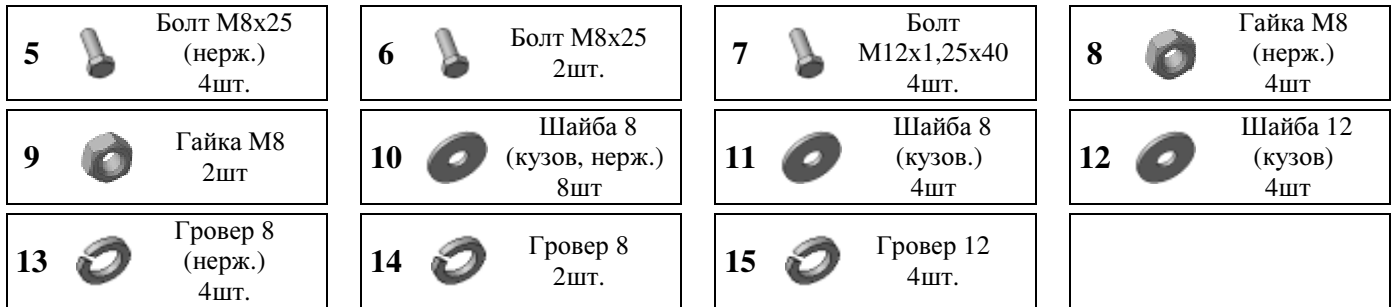 5
Болт М8х25
(нерж.)
4шт.
6
Болт М8х25
2шт.
7
Болт
М12х1,25х40
4шт.
8
Гайка М8
(нерж.)
4шт
9
Гайка М8
2шт
10
Шайба 8
(кузов, нерж.)
8шт
11
Шайба 8
(кузов.)
4шт
12
Шайба 12
(кузов)
4шт
13
Гровер 8
(нерж.)
4шт.
14
Гровер 8
2шт.
15
Гровер 12
4шт.